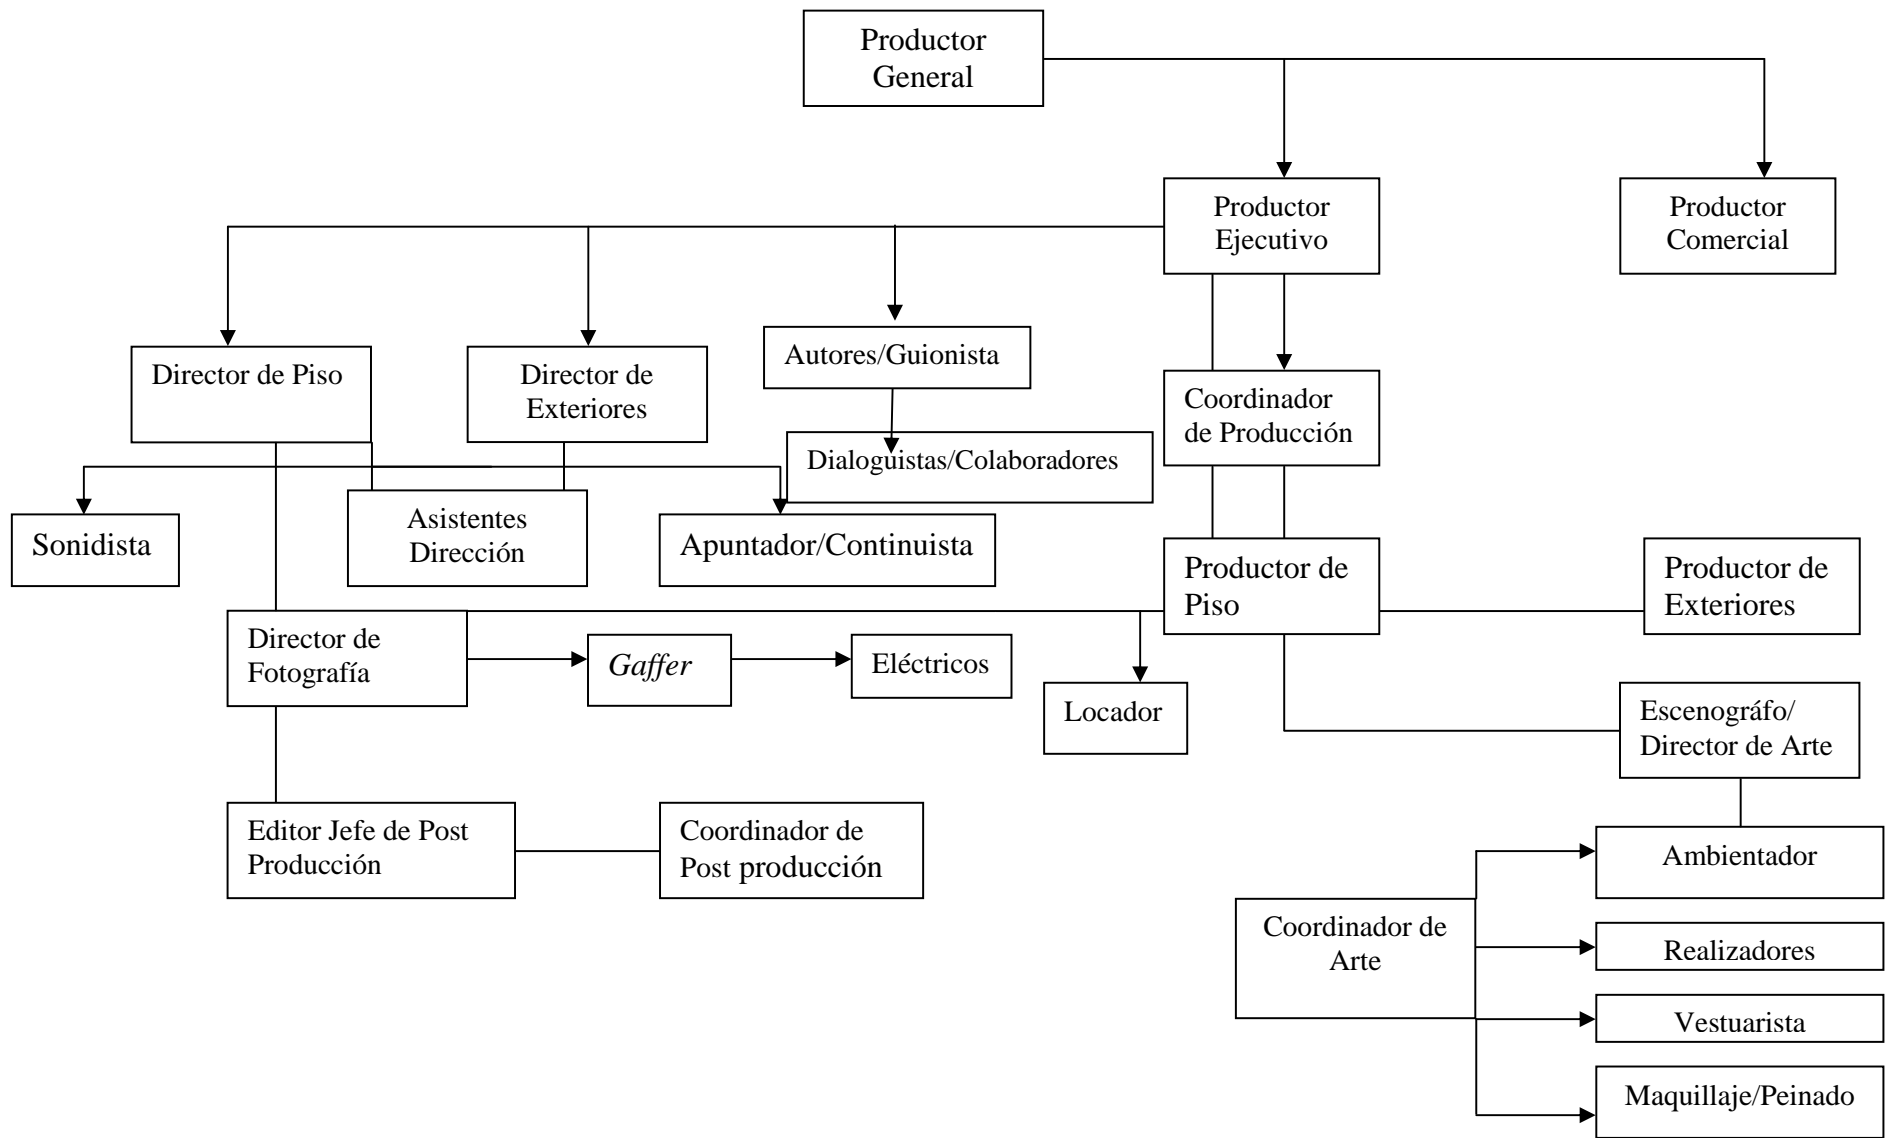 Productor
General
Productor
Ejecutivo
Productor
Comercial
Director de Piso
Director de
Exteriores
Autores/Guionista
Coordinador
de Producción
Dialoguistas/Colaboradores
Sonidista
Asistentes
Dirección
Apuntador/Continuista
Productor de
Piso
Productor de
Exteriores
Director de
Fotografía
Gaffer
Eléctricos
Locador
Escenográfo/
Director de Arte
Editor Jefe de Post
Producción
Coordinador de
Post producción
Ambientador
Coordinador de
Arte
Realizadores
Vestuarista
Maquillaje/Peinado